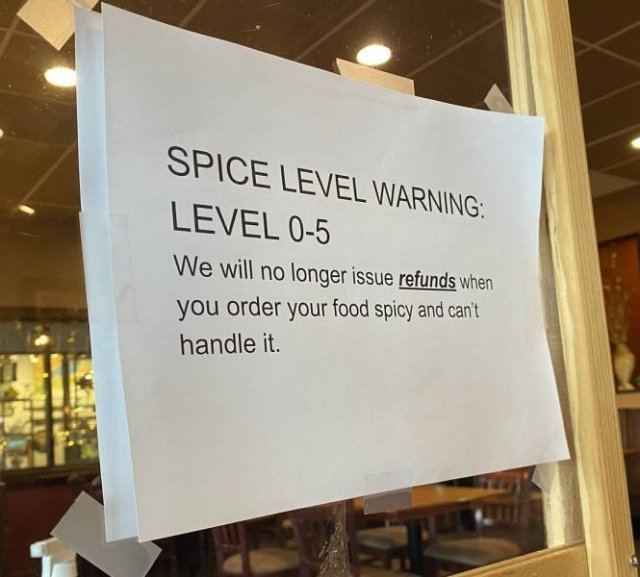 SPICE LEVEL WARNING:
LEVEL 0-5
We will no longer issue refunds when
you order your food spicy and can't
handle it.